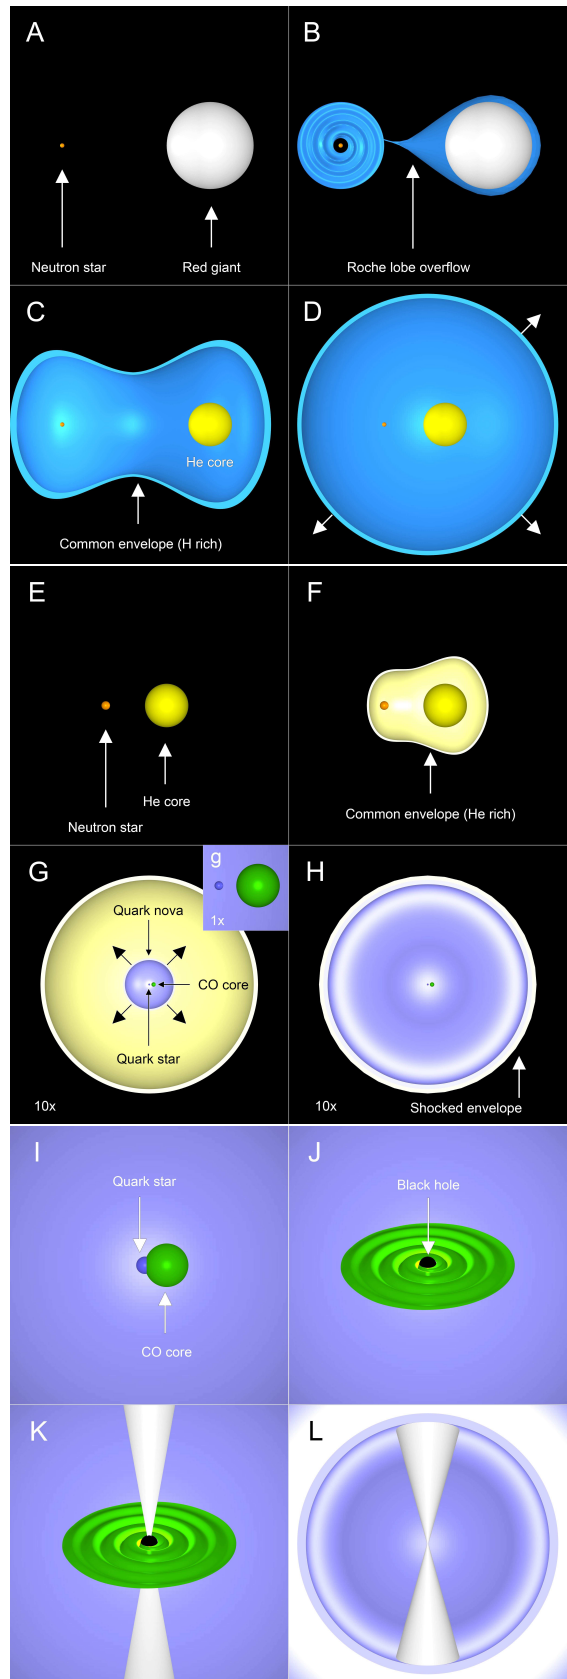 A
Neutron star
Red giant
B
Roche lobe overflow
C
He core
Common envelope (H rich)
D
E
He core
Neutron star
F
Common envelope (He rich)
G
g
1x
Quark nova
CO core
Quark star
10x
H
10x
Shocked envelope
I
Quark star
CO core
J
Black hole
K
L